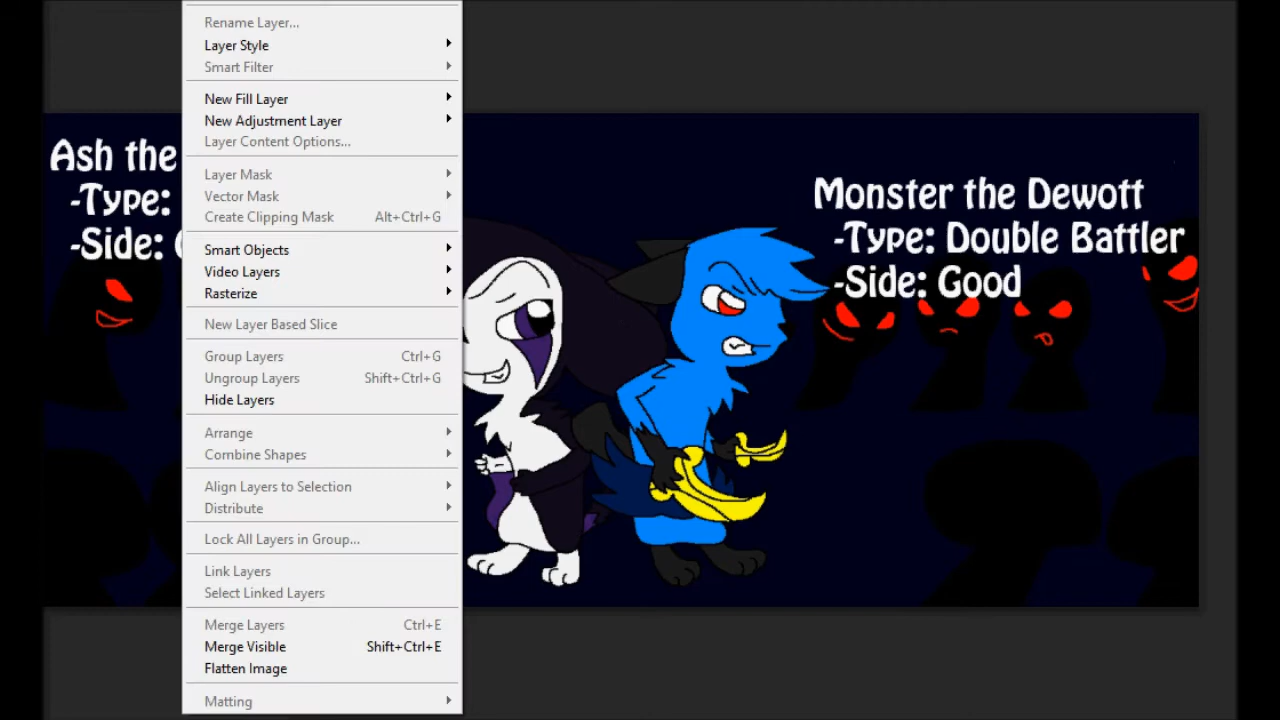 Rename Layer...
Layer Style
Smart Filter
New Fill Layer
New Adjustment Layer
Layer Content Options...
Layer Mask
Vector Mask
Create Clipping Mask Alt+Ctrl+G
Smart Objects
Video Layers
Rasterize
New Layer Based Slice
Group Layers Ctrl+G
Ungroup Layers Shift+Ctrl+G
Hide Layers
Arrange
Combine Shapes
Align Layers to Selection
Distribute
Lock All Layers in Group...
Link Layers
Select Linked Layers
Merge Layers Ctrl+E
Merge Visible Shift+Ctrl+E
Flatten Image
Matting
Ash the
-Type:
-Side:
Monster the Dewott
-Type: Double Battler
-Side: Good